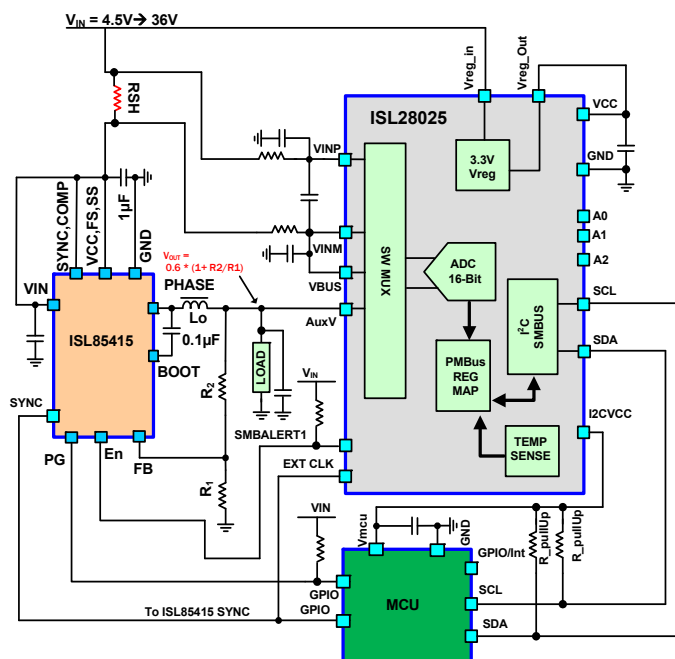 VIN = 4.5V→ 36V
RSH
Vreg_in
Vreg_Out
ISL28025
VCC
GND
3.3V
Vreg
VINP
VINM
VBUS
AuxV
SW MUX
ADC
16-Bit
A0
A1
A2
SCL
SDA
I2C
SMBUS
PMBus
REG
MAP
TEMP
SENSE
I2CVCC
SYNC,COMP
VCC,FS,SS
1µF
GND
VIN
PHASE
Lo
0.1µF
BOOT
ISL85415
VOUT =
0.6 * (1+ R2/R1)
LOAD
VIN
R2
SMBALERT1
EXT CLK
SYNC
PG
En
FB
R1
VIN
Vmcu
GND
R_pullUp
R_pullUp
GPIO/Int
GPIO
GPIO
MCU
SCL
SDA
To ISL85415 SYNC